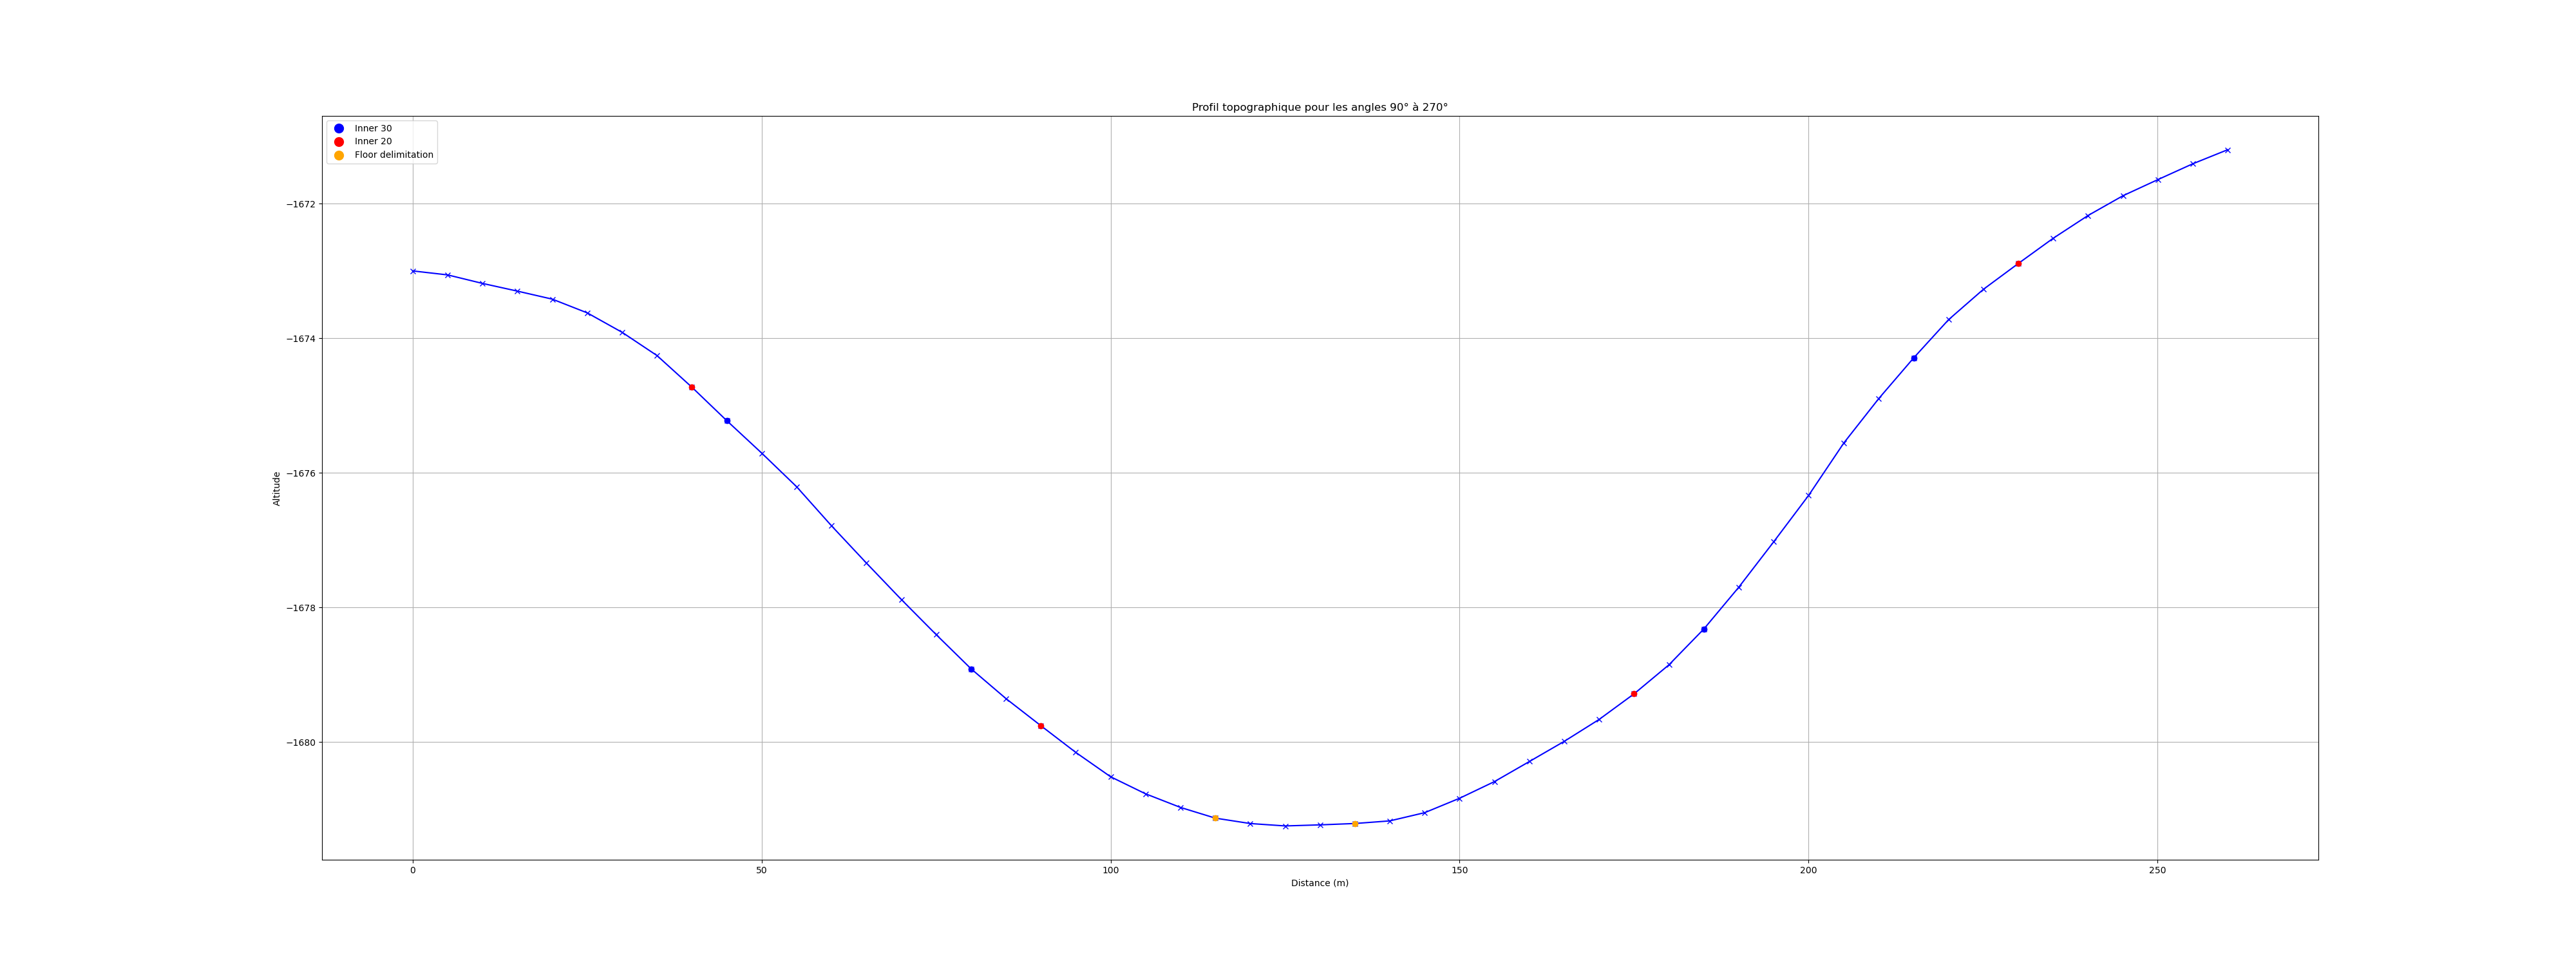 Profil topographique pour les angles 90° à 270°
Inner 30
Inner 20
Floor delimitation
−1672
−1674
−1676
−1678
−1680
Altitude
0
50
100
150
200
250
Distance (m)